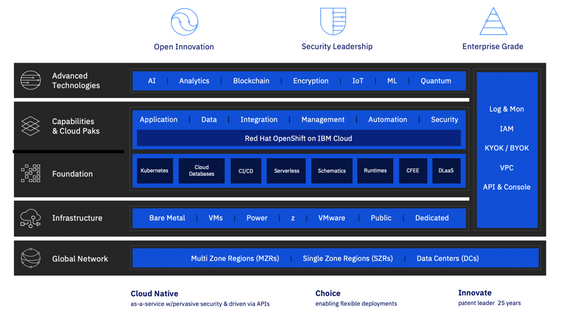 Open Innovation
Security Leadership
Enterprise Grade
Advanced
Technologies
AI | Analytics | Blockchain | Encryption | IoT | ML | Quantum
Capabilities
& Cloud Paks
Application | Data | Integration | Management | Automation | Security
Red Hat OpenShift on IBM Cloud
Foundation
Kubernetes
Cloud
Databases
CI/CD
Serverless
Schematics
Runtimes
CFEE
DLaaS
Infrastructure
Bare Metal | VMs | Power | z | VMware | Public | Dedicated
Global Network
Multi Zone Regions (MZRs) | Single Zone Regions (SZRs) | Data Centers (DCs)
Log & Mon
IAM
KYOK / BYOK
VPC
API & Console
Cloud Native
as-a-service w/pervasive security & driven via APIs
Choice
enabling flexible deployments
Innovate
patent leader 25 years